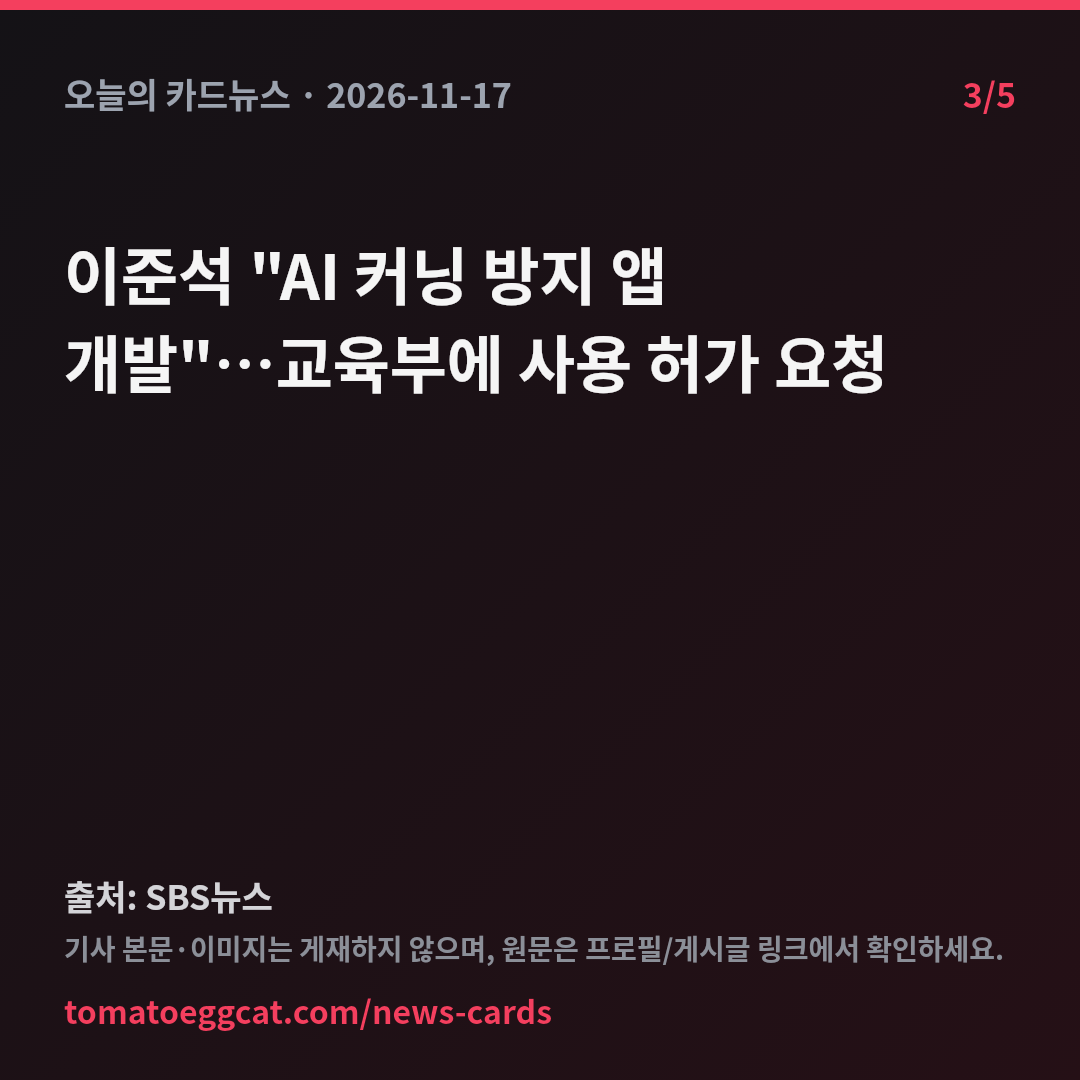 오늘의 카드뉴스 · 2026-11-17
3/5
이준석 "AI 커닝 방지 앱
개발"…교육부에 사용 허가 요청
출처: SBS뉴스
기사 본문·이미지는 게재하지 않으며, 원문은 프로필/게시글 링크에서 확인하세요.
tomatoeggcat.com/news-cards